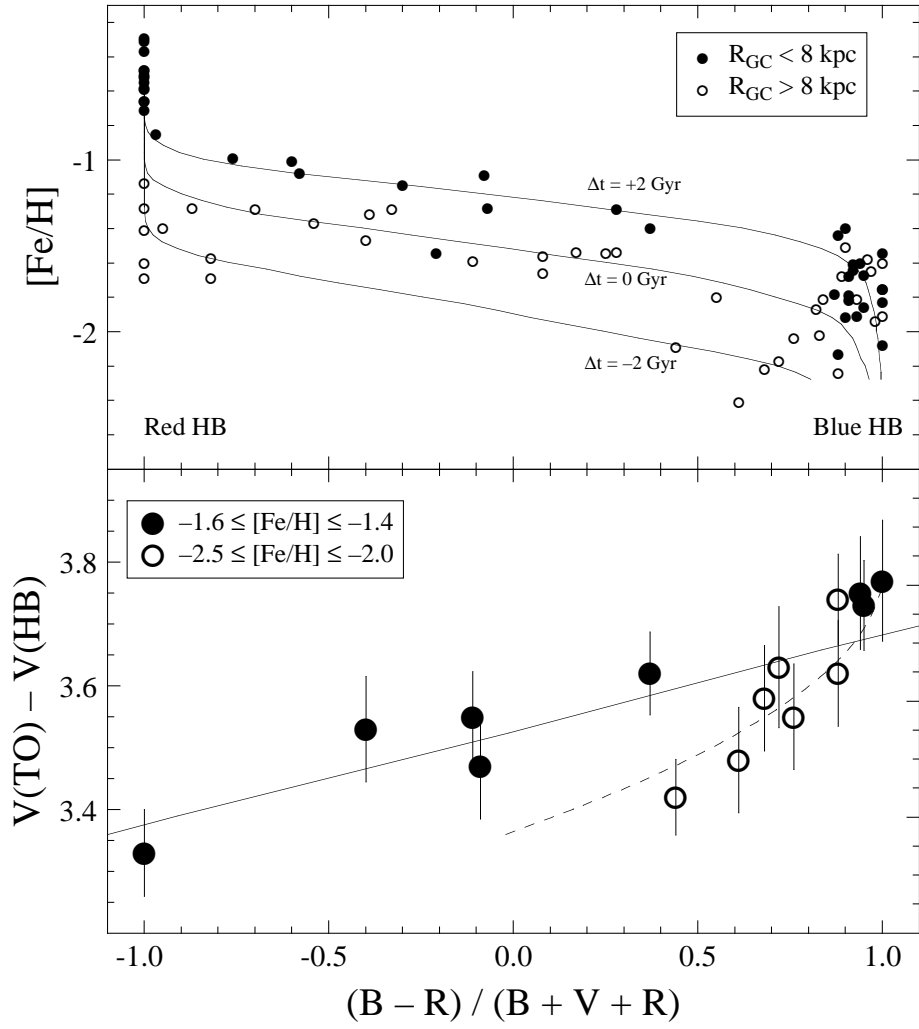 R_GC < 8 kpc
R_GC > 8 kpc
[Fe/H]
-1
-2
Δt = +2 Gyr
Δt = 0 Gyr
Δt = –2 Gyr
Red HB
Blue HB
–1.6 ≤ [Fe/H] ≤ –1.4
–2.5 ≤ [Fe/H] ≤ –2.0
V(TO) – V(HB)
3.8
3.6
3.4
-1.0
-0.5
0.0
0.5
1.0
(B – R) / (B + V + R)